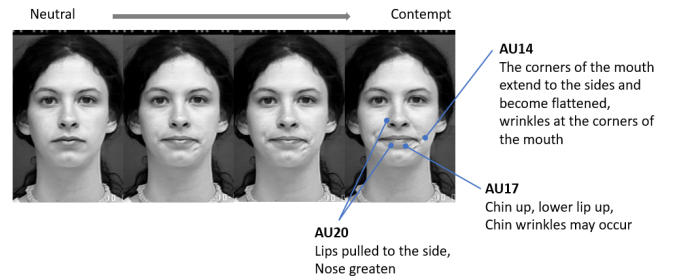 Neutral
Contempt
AU14
The corners of the mouth
extend to the sides and
become flattened,
wrinkles at the corners of
the mouth
AU17
Chin up, lower lip up,
Chin wrinkles may occur
AU20
Lips pulled to the side,
Nose greaten